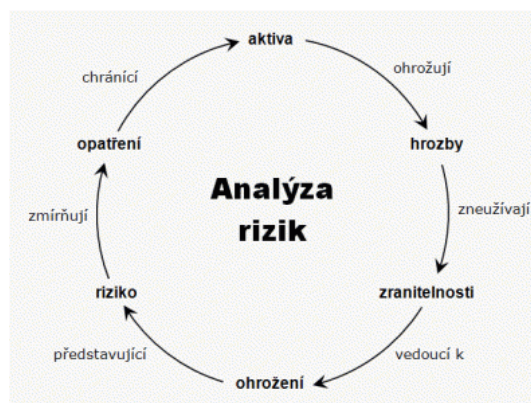 aktiva
ohrožují
hrozby
zneužívají
zranitelnosti
vedoucí k
ohrožení
představující
riziko
zmírňují
opatření
chránící
Analýza
rizik